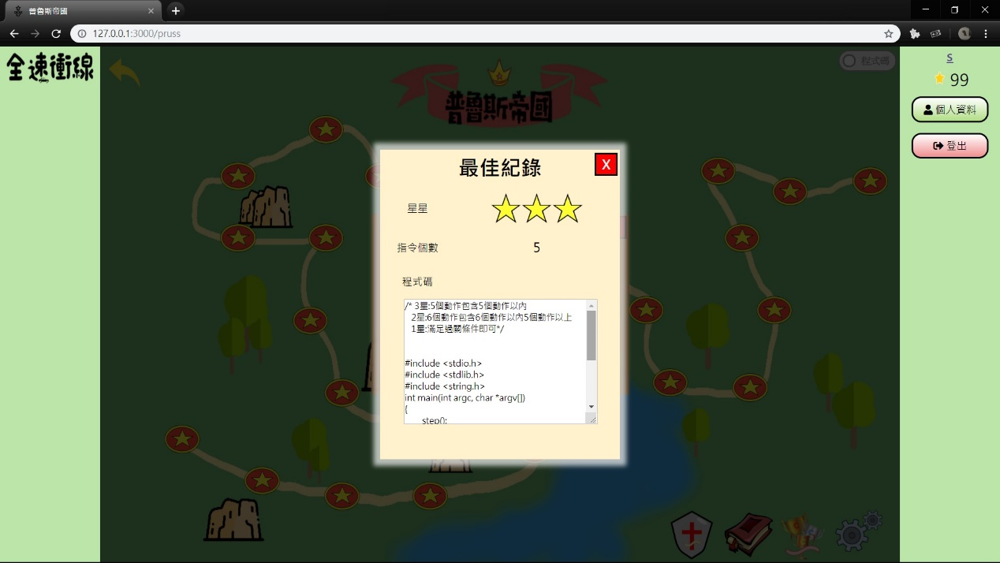 普魯斯帝國
127.0.0.1:3000/pruss
全速衝線
普魯斯帝國
程式碼
S
99
個人資料
登出
最佳紀錄
X
星星
指令個數
5
程式碼
/* 3星:5個動作包含5個動作以內
2星:6個動作包含6個動作以內5個動作以上
1星:滿足過關條件即可*/
#include <stdio.h>
#include <stdlib.h>
#include <string.h>
int main(int argc, char *argv[])
{
step();